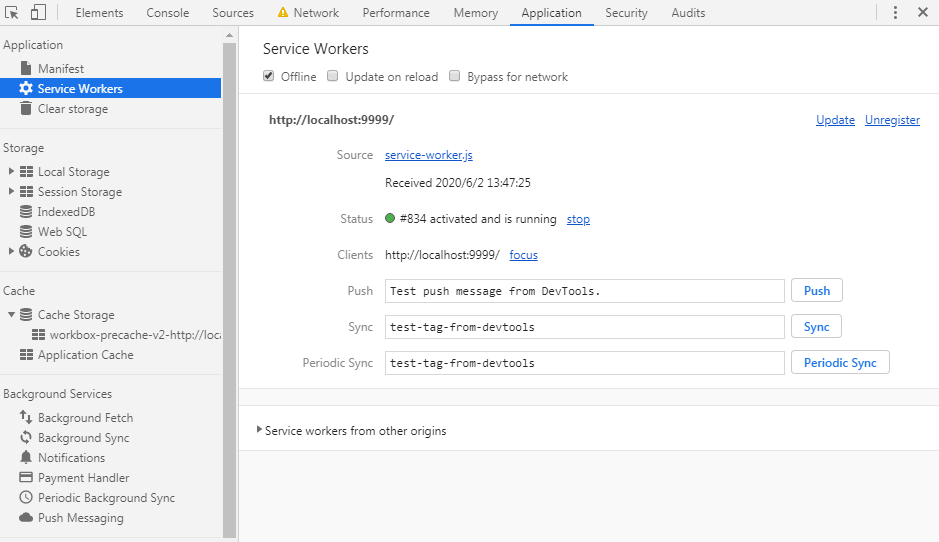 Elements Console Sources Network Performance Memory Application Security Audits
Application
Manifest
Service Workers
Clear storage
Storage
Local Storage
Session Storage
IndexedDB
Web SQL
Cookies
Cache
Cache Storage
workbox-precache-v2-http://loca
Application Cache
Background Services
Background Fetch
Background Sync
Notifications
Payment Handler
Periodic Background Sync
Push Messaging
Service Workers
Offline Update on reload Bypass for network
http://localhost:9999/ Update Unregister
Source service-worker.js
Received 2020/6/2 13:47:25
Status #834 activated and is running stop
Clients http://localhost:9999/ focus
Push Test push message from DevTools. Push
Sync test-tag-from-devtools Sync
Periodic Sync test-tag-from-devtools Periodic Sync
Service workers from other origins